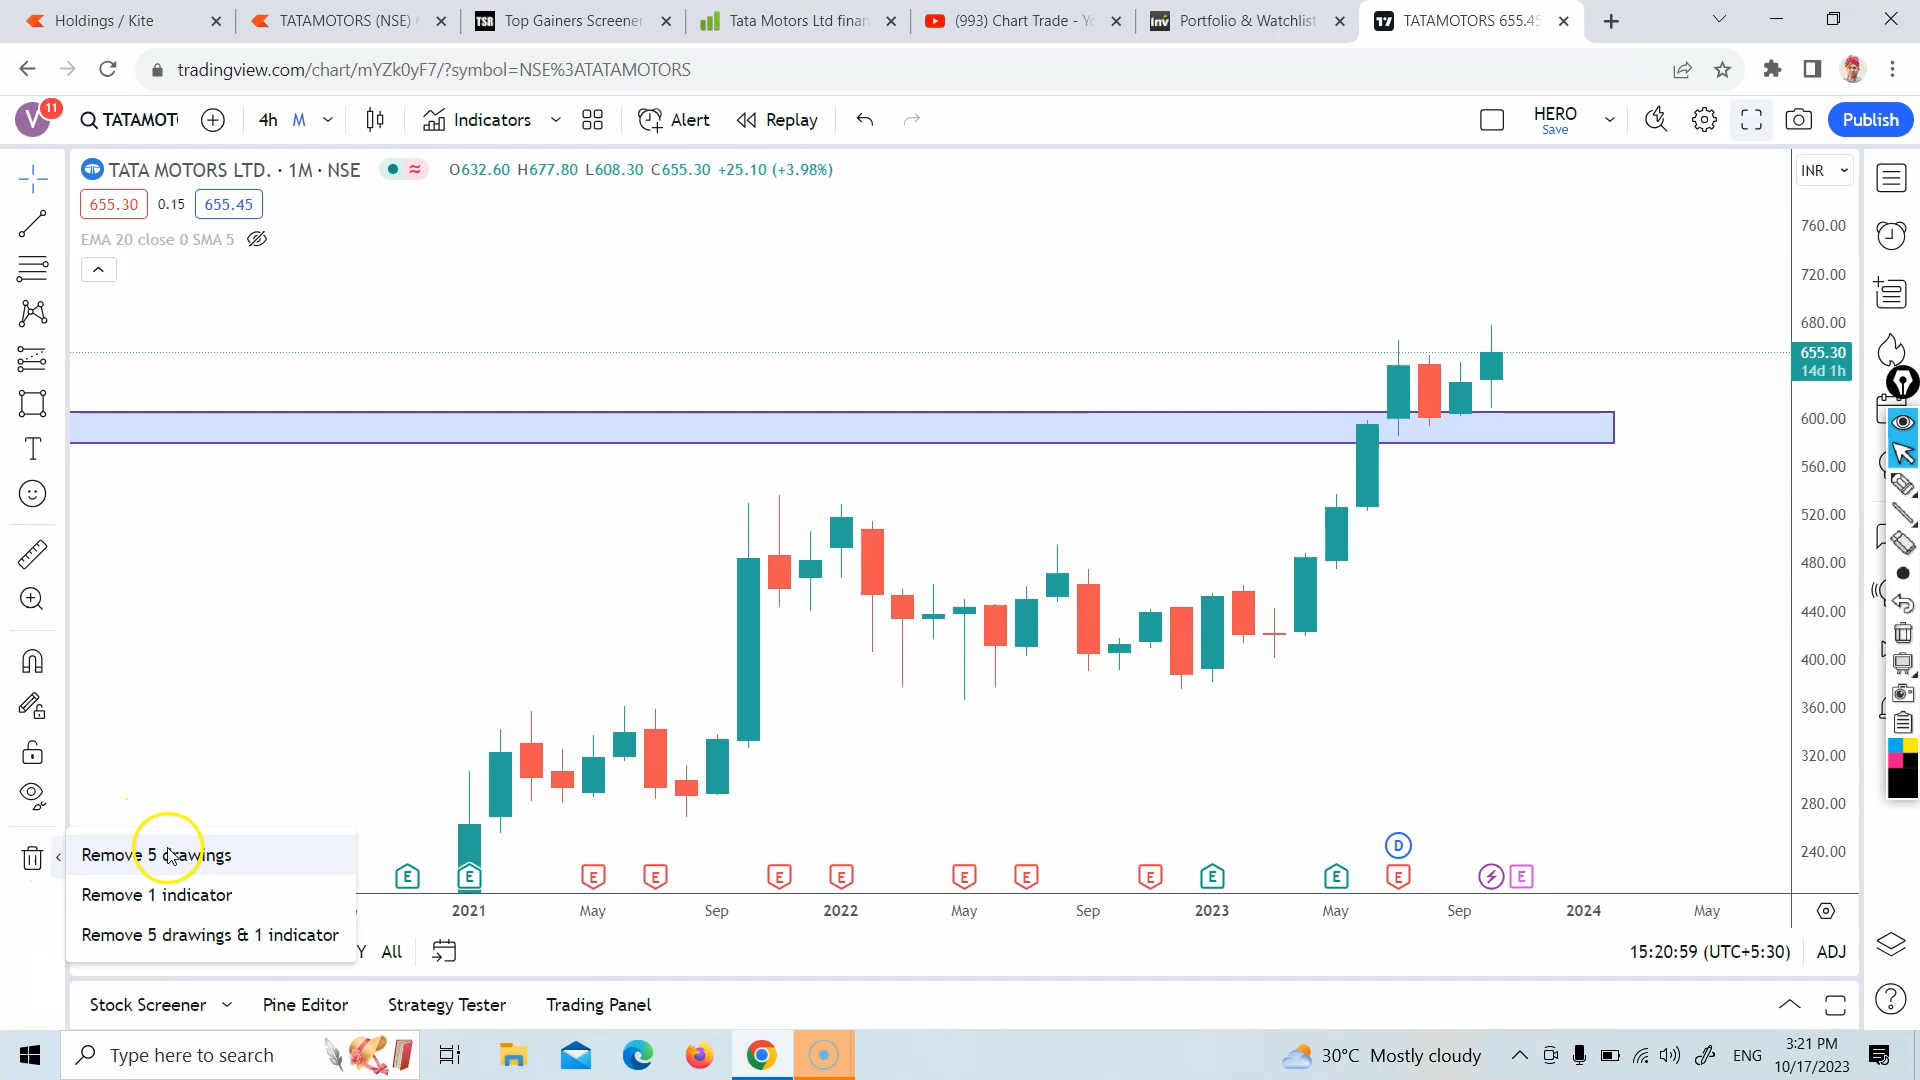 Holdings / Kite
TATAMOTORS (NSE)
TSR Top Gainers Screener
Tata Motors Ltd finan
(993) Chart Trade - Yo
Inv Portfolio & Watchlist
TATAMOTORS 655.45
tradingview.com/chart/mYZk0yF7/?symbol=NSE%3ATATAMOTORS
V 11 TATAMOT 4h M Indicators Alert Replay HERO Save Publish
TATA MOTORS LTD. · 1M · NSE O632.60 H677.80 L608.30 C655.30 +25.10 (+3.98%) INR
655.30 0.15 655.45
EMA 20 close 0 SMA 5
760.00
720.00
680.00
655.30
14d 1h
600.00
560.00
520.00
480.00
440.00
400.00
360.00
320.00
280.00
240.00
D
E E E E E E E E E E E E E
Remove 5 drawings
Remove 1 indicator
Remove 5 drawings & 1 indicator
2021 May Sep 2022 May Sep 2023 May Sep 2024 May
Y All 15:20:59 (UTC+5:30) ADJ
Stock Screener Pine Editor Strategy Tester Trading Panel
Type here to search 30°C Mostly cloudy ENG 3:21 PM
10/17/2023